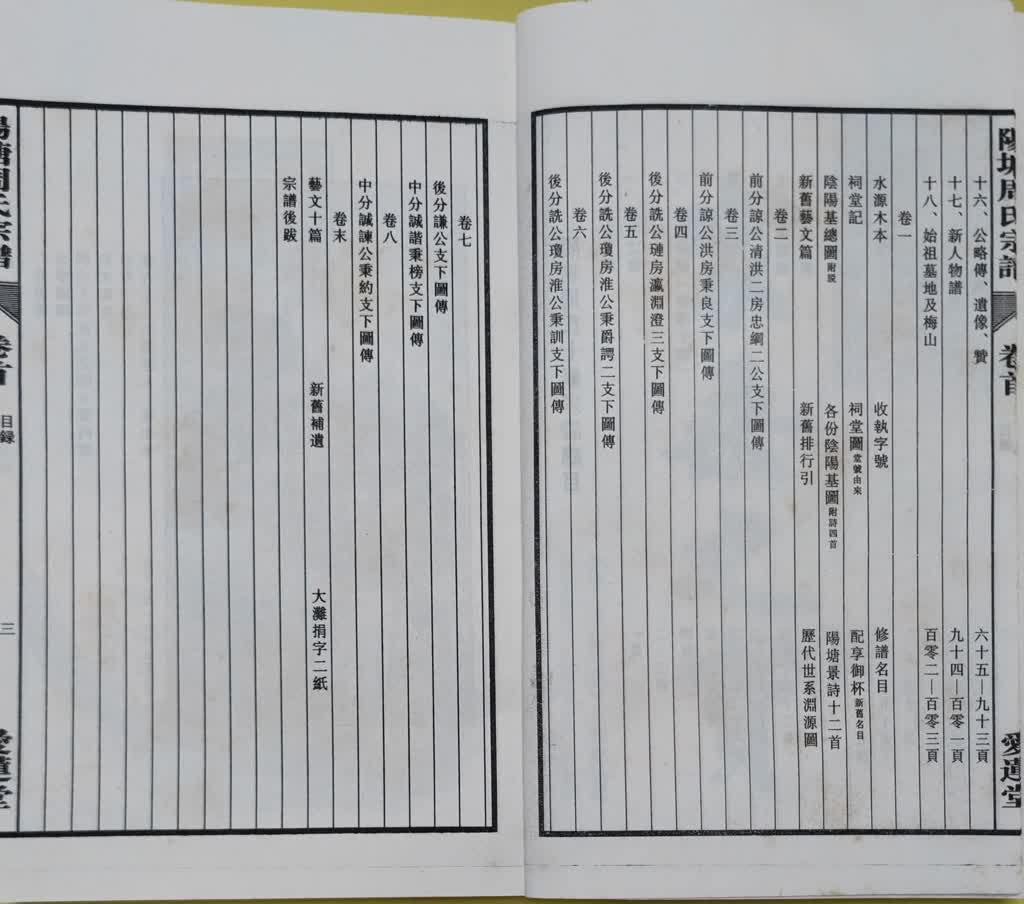 陽塘周氏宗譜 卷首 愛蓮堂
十六、公略傳、遺像、贊 六十五—九十三頁
十七、新人物譜 九十四—百零一頁
十八、始祖墓地及梅山 百零二—百零三頁
卷一
水源木本 收執字號 修譜名目
祠堂記 祠堂圖堂號由來 配享御杯新舊名目
陰陽基總圖附説 各份陰陽基圖附詩四首 陽塘景詩十二首
新舊藝文篇 新舊排行引 歷代世系淵源圖
卷二
前分諒公清洪二房忠綱二公支下圖傳
卷三
前分諒公洪房秉良支下圖傳
卷四
後分詵公璉房瀛淵澄三支下圖傳
卷五
後分詵公瓊房淮公秉爵諤二支下圖傳
卷六
後分詵公瓊房淮公秉訓支下圖傳
卷七
後分謙公支下圖傳
中分誠諧秉榜支下圖傳
卷八
中分誠諫公秉約支下圖傳
卷末
藝文十篇 新舊補遺 大灘捐字二紙
宗譜後跋
陽塘周氏宗譜 卷首 目録 三 愛蓮堂